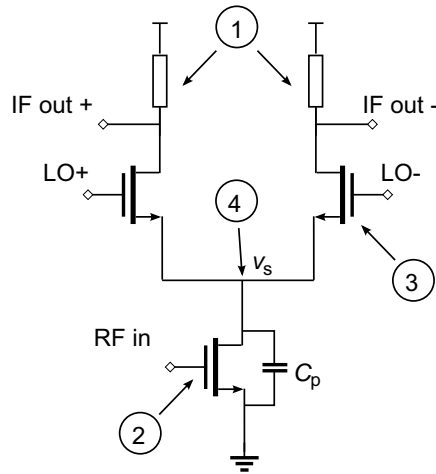 1
IF out +
IF out -
LO+
LO-
4
vs
3
RF in
Cp
2